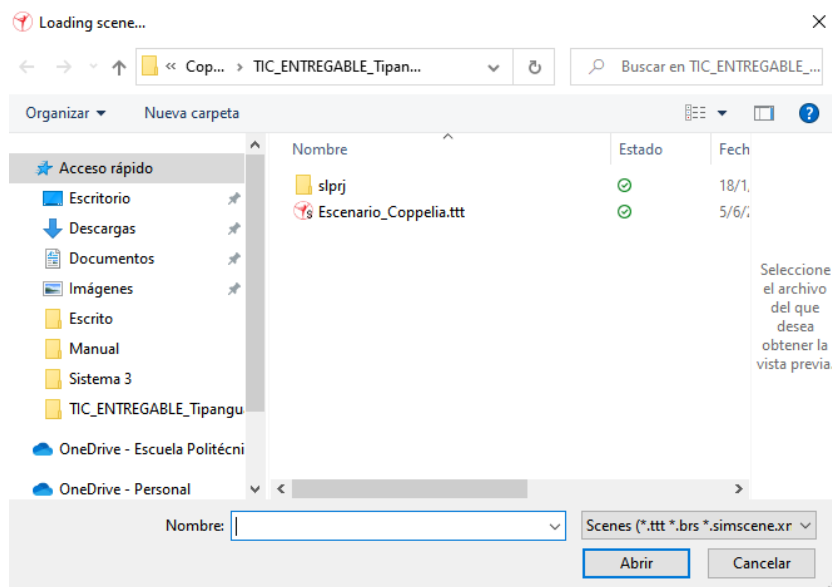 Loading scene...
« Cop... › TIC_ENTREGABLE_Tipan...
Buscar en TIC_ENTREGABLE_...
Organizar
Nueva carpeta
Acceso rápido
Escritorio
Descargas
Documentos
Imágenes
Escrito
Manual
Sistema 3
TIC_ENTREGABLE_Tipangu
OneDrive - Escuela Politécni
OneDrive - Personal
Nombre Estado Fech
slprj 18/1,
Escenario_Coppelia.ttt 5/6/2
Seleccione
el archivo
del que
desea
obtener la
vista previa.
Nombre:
Scenes (*.ttt *.brs *.simscene.xr
Abrir
Cancelar